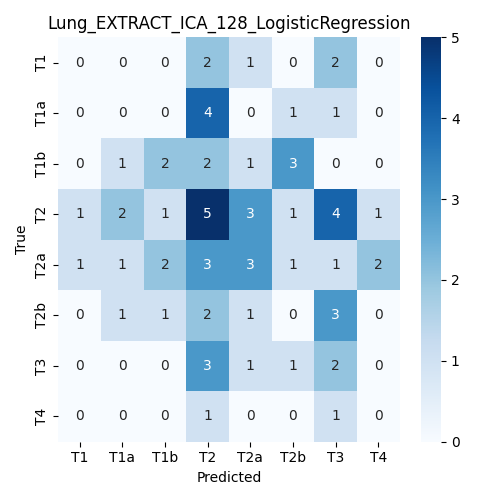 Lung_EXTRACT_ICA_128_LogisticRegression
T1 0 0 0 2 1 0 2 0
T1a 0 0 0 4 0 1 1 0
T1b 0 1 2 2 1 3 0 0
T2 1 2 1 5 3 1 4 1
T2a 1 1 2 3 3 1 1 2
T2b 0 1 1 2 1 0 3 0
T3 0 0 0 3 1 1 2 0
T4 0 0 0 1 0 0 1 0
T1 T1a T1b T2 T2a T2b T3 T4
Predicted
True
5
4
3
2
1
0